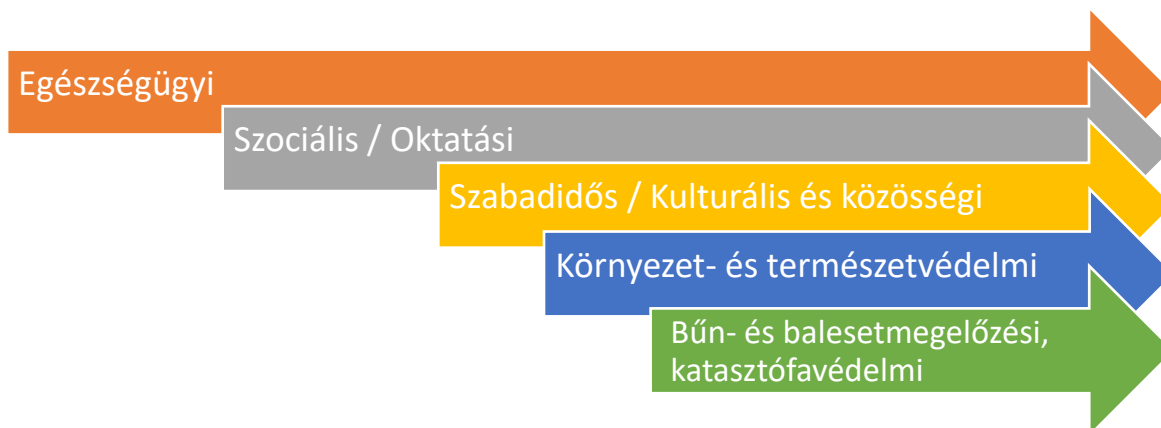 Egészségügyi
Szociális / Oktatási
Szabadidős / Kulturális és közösségi
Környezet- és természetvédelmi
Bűn- és balesetmegelőzési,
katasztófavédelmi